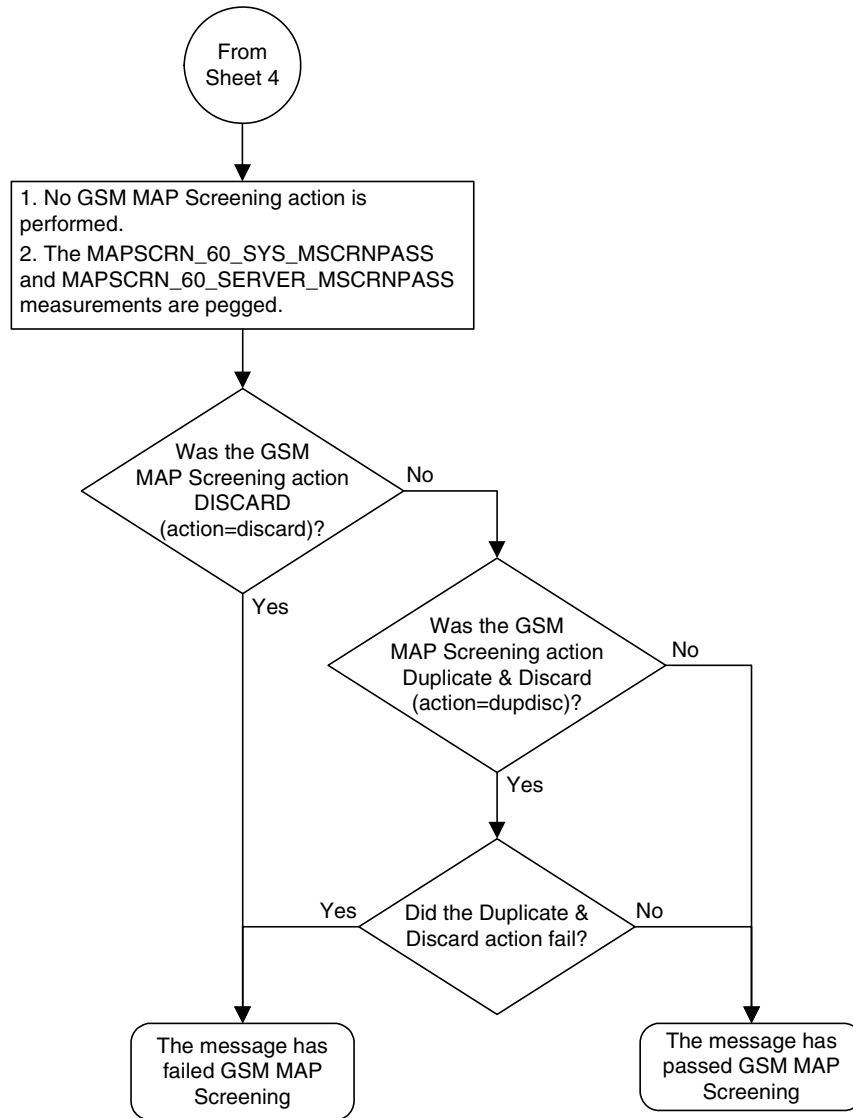 From
Sheet 4
1. No GSM MAP Screening action is
performed.
2. The MAPSCRN_60_SYS_MSCRNPASS
and MAPSCRN_60_SERVER_MSCRNPASS
measurements are pegged.
Was the GSM
MAP Screening action
DISCARD
(action=discard)?
No
Yes
Was the GSM
MAP Screening action
Duplicate & Discard
(action=dupdisc)?
No
Yes
Did the Duplicate &
Discard action fail?
Yes
No
The message has
failed GSM MAP
Screening
The message has
passed GSM MAP
Screening